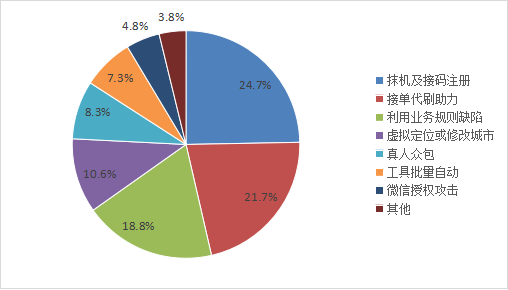 3.8%
4.8%
7.3%
8.3%
10.6%
18.8%
21.7%
24.7%
抹机及接码注册
接单代刷助力
利用业务规则缺陷
虚拟定位或修改城市
真人众包
工具批量自动
微信授权攻击
其他